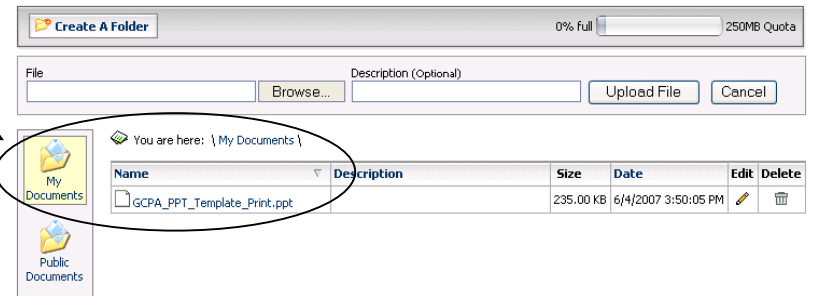 Create A Folder 0% full 250MB Quota
File Description (Optional)
Browse... Upload File Cancel
You are here: \ My Documents \
My Documents
Name Description Size Date Edit Delete
GCPA_PPT_Template_Print.ppt 235.00 KB 6/4/2007 3:50:05 PM
Public
Documents